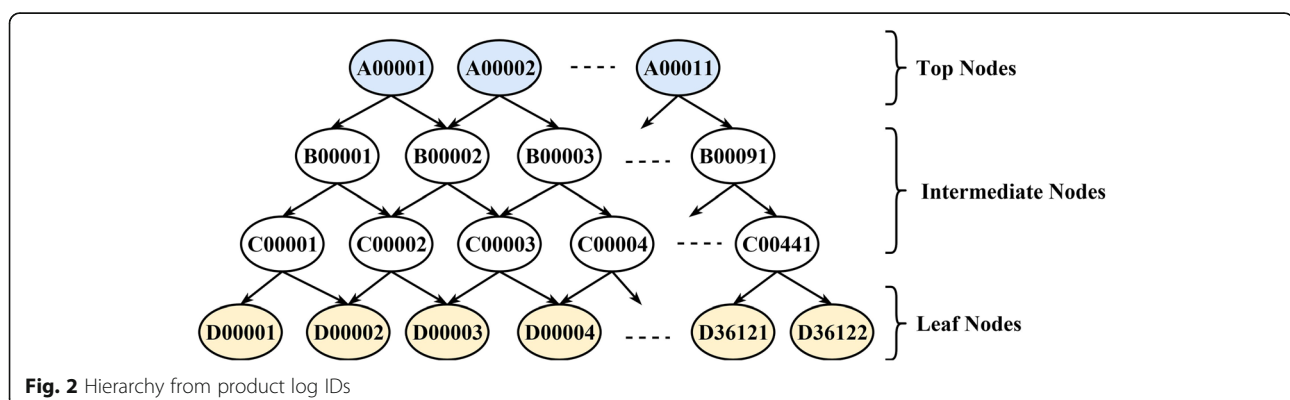 A00001 A00002 A00011 Top Nodes
B00001 B00002 B00003 B00091
Intermediate Nodes
C00001 C00002 C00003 C00004 C00441
D00001 D00002 D00003 D00004 D36121 D36122 Leaf Nodes
Fig. 2 Hierarchy from product log IDs